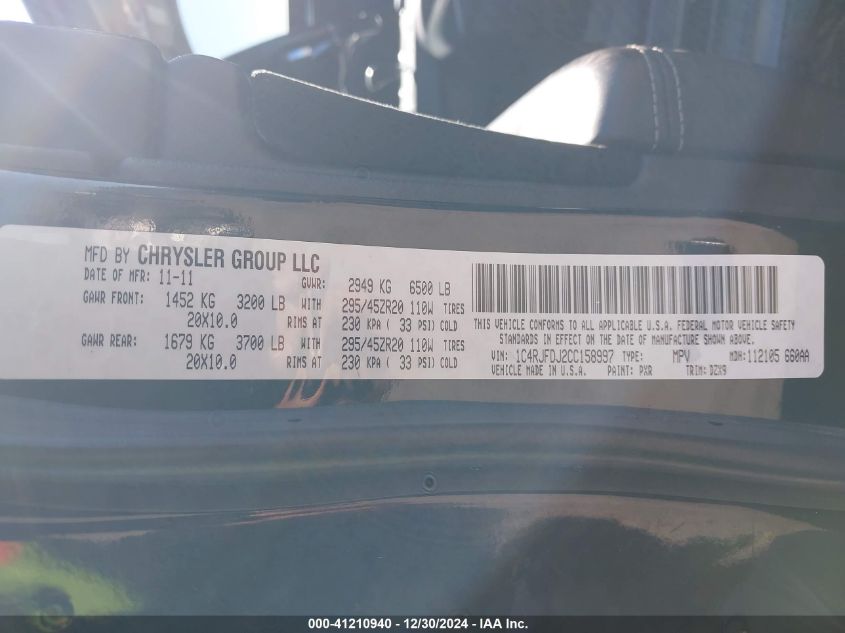 MFD BY CHRYSLER GROUP LLC
DATE OF MFR: 11-11 GVWR: 2949 KG 6500 LB
GAWR FRONT: 1452 KG 3200 LB WITH 295/45ZR20 110W TIRES
20X10.0 RIMS AT 230 KPA ( 33 PSI) COLD
GAWR REAR: 1679 KG 3700 LB WITH 295/45ZR20 110W TIRES
20X10.0 RIMS AT 230 KPA ( 33 PSI) COLD
THIS VEHICLE CONFORMS TO ALL APPLICABLE U.S.A. FEDERAL MOTOR VEHICLE SAFETY
STANDARDS IN EFFECT ON THE DATE OF MANUFACTURE SHOWN ABOVE.
VIN: 1C4RJFDJ2CC158997 TYPE: MPV MDH: 112105 660AA
VEHICLE MADE IN U.S.A. PAINT: PXR TRIM: DZX9
000-41210940 - 12/30/2024 - IAA Inc.